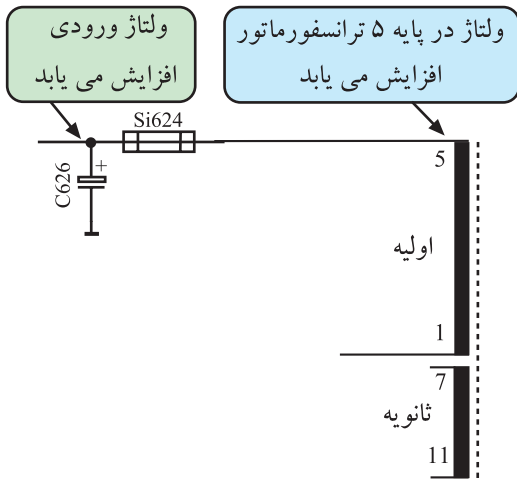 ولتاژ ورودی
افزایش می یابد
ولتاژ در پایه ۵ ترانسفورماتور
افزایش می یابد
Si624
+
C626
5
اولیه
1
7
ثانویه
11